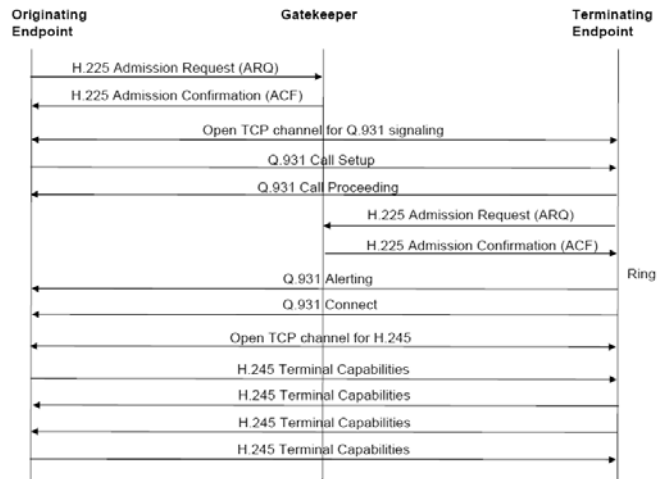 Originating Gatekeeper Terminating
Endpoint Endpoint
H.225 Admission Request (ARQ)
H.225 Admission Confirmation (ACF)
Open TCP channel for Q.931 signaling
Q.931 Call Setup
Q.931 Call Proceeding
H.225 Admission Request (ARQ)
H.225 Admission Confirmation (ACF)
Q.931 Alerting Ring
Q.931 Connect
Open TCP channel for H.245
H.245 Terminal Capabilities
H.245 Terminal Capabilities
H.245 Terminal Capabilities
H.245 Terminal Capabilities